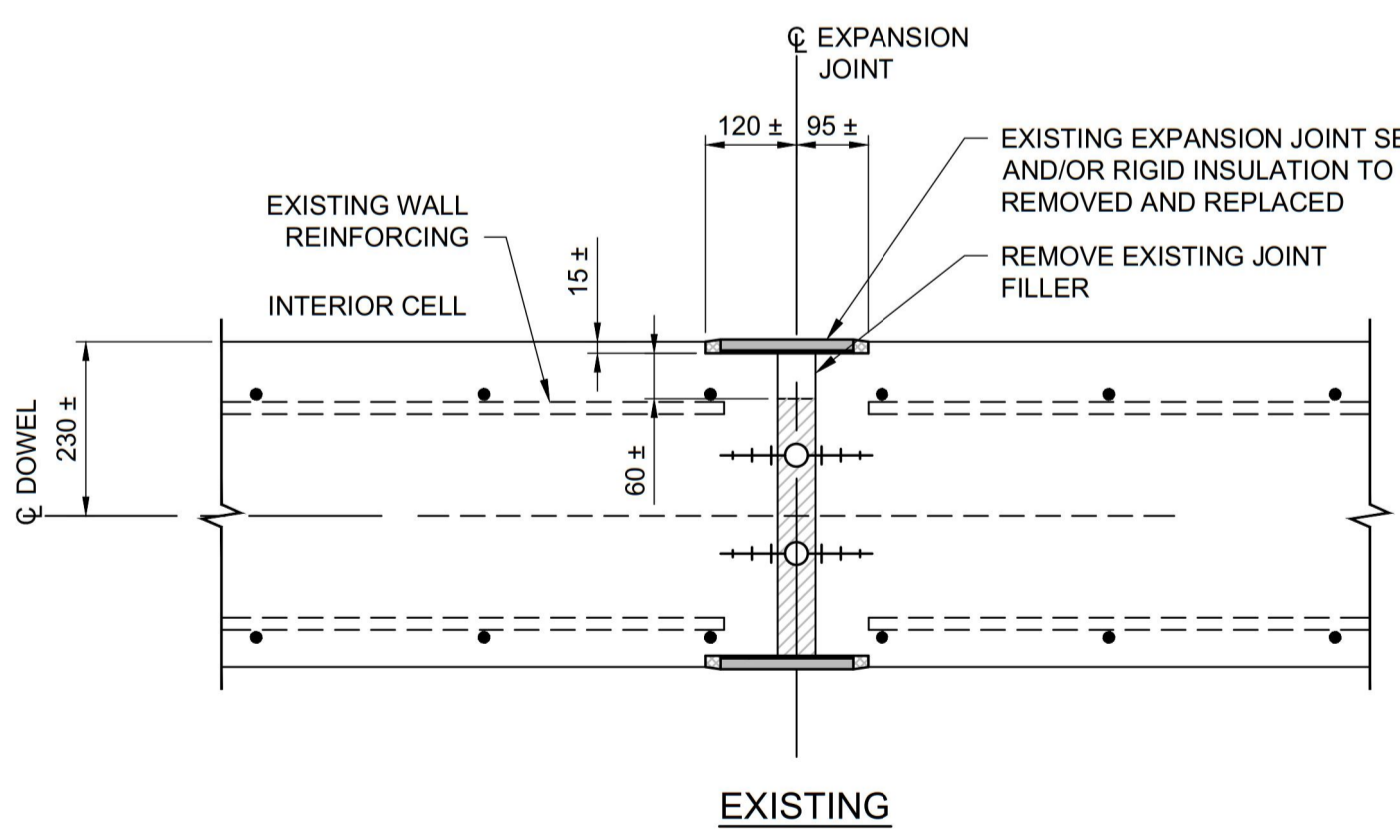 ℄ EXPANSION
JOINT
120 ± 95 ±
EXISTING EXPANSION JOINT SE
AND/OR RIGID INSULATION TO
REMOVED AND REPLACED
EXISTING WALL
REINFORCING
15 ±
REMOVE EXISTING JOINT
FILLER
INTERIOR CELL
℄ DOWEL
230 ±
60 ±
EXISTING